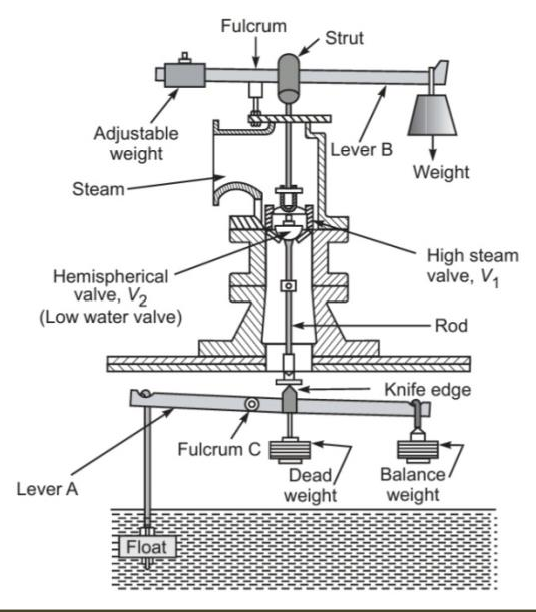 Fulcrum
Strut
Adjustable
weight
Lever B
Weight
Steam
High steam
valve, V1
Hemispherical
valve, V2
(Low water valve)
Rod
Knife edge
Fulcrum C
Dead
weight
Balance
weight
Lever A
Float